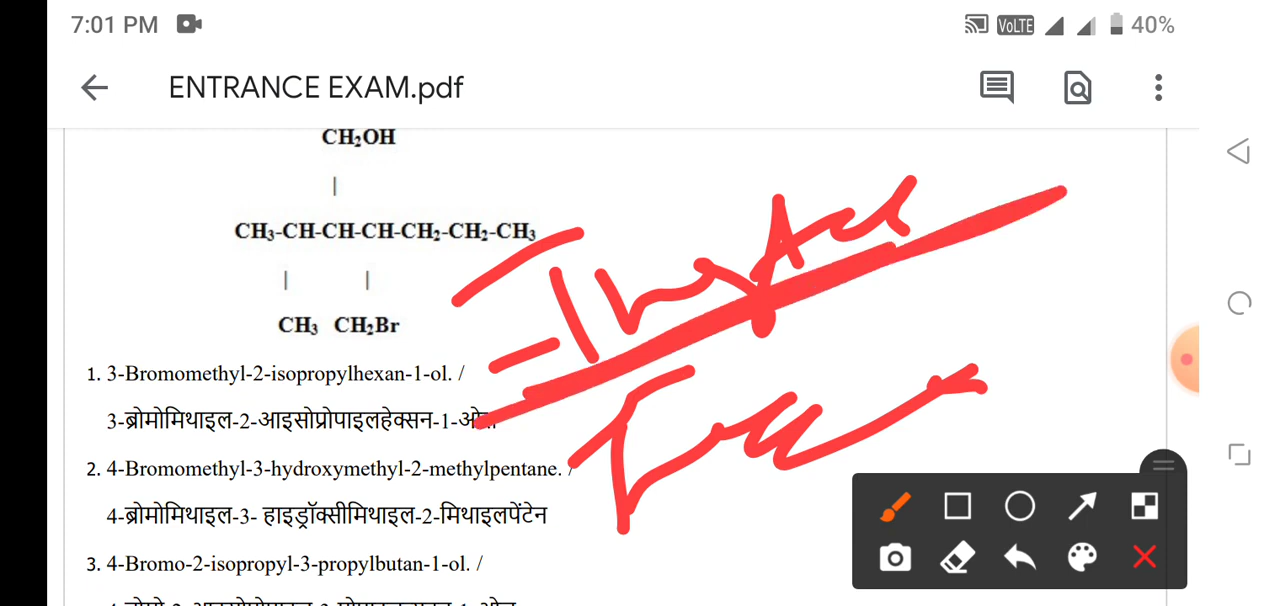 7:01 PM
VoLTE
40%
ENTRANCE EXAM.pdf
CH₂OH
|
CH₃-CH-CH-CH-CH₂-CH₂-CH₃
| |
CH₃ CH₂Br
1. 3-Bromomethyl-2-isopropylhexan-1-ol. /
3-ब्रोमोमिथाइल-2-आइसोप्रोपाइलहेक्सन-1-
2. 4-Bromomethyl-3-hydroxymethyl-2-methylpentane. /
4-ब्रोमोमिथाइल-3- हाइड्रॉक्सीमिथाइल-2-मिथाइलपेंटेन
3. 4-Bromo-2-isopropyl-3-propylbutan-1-ol. /